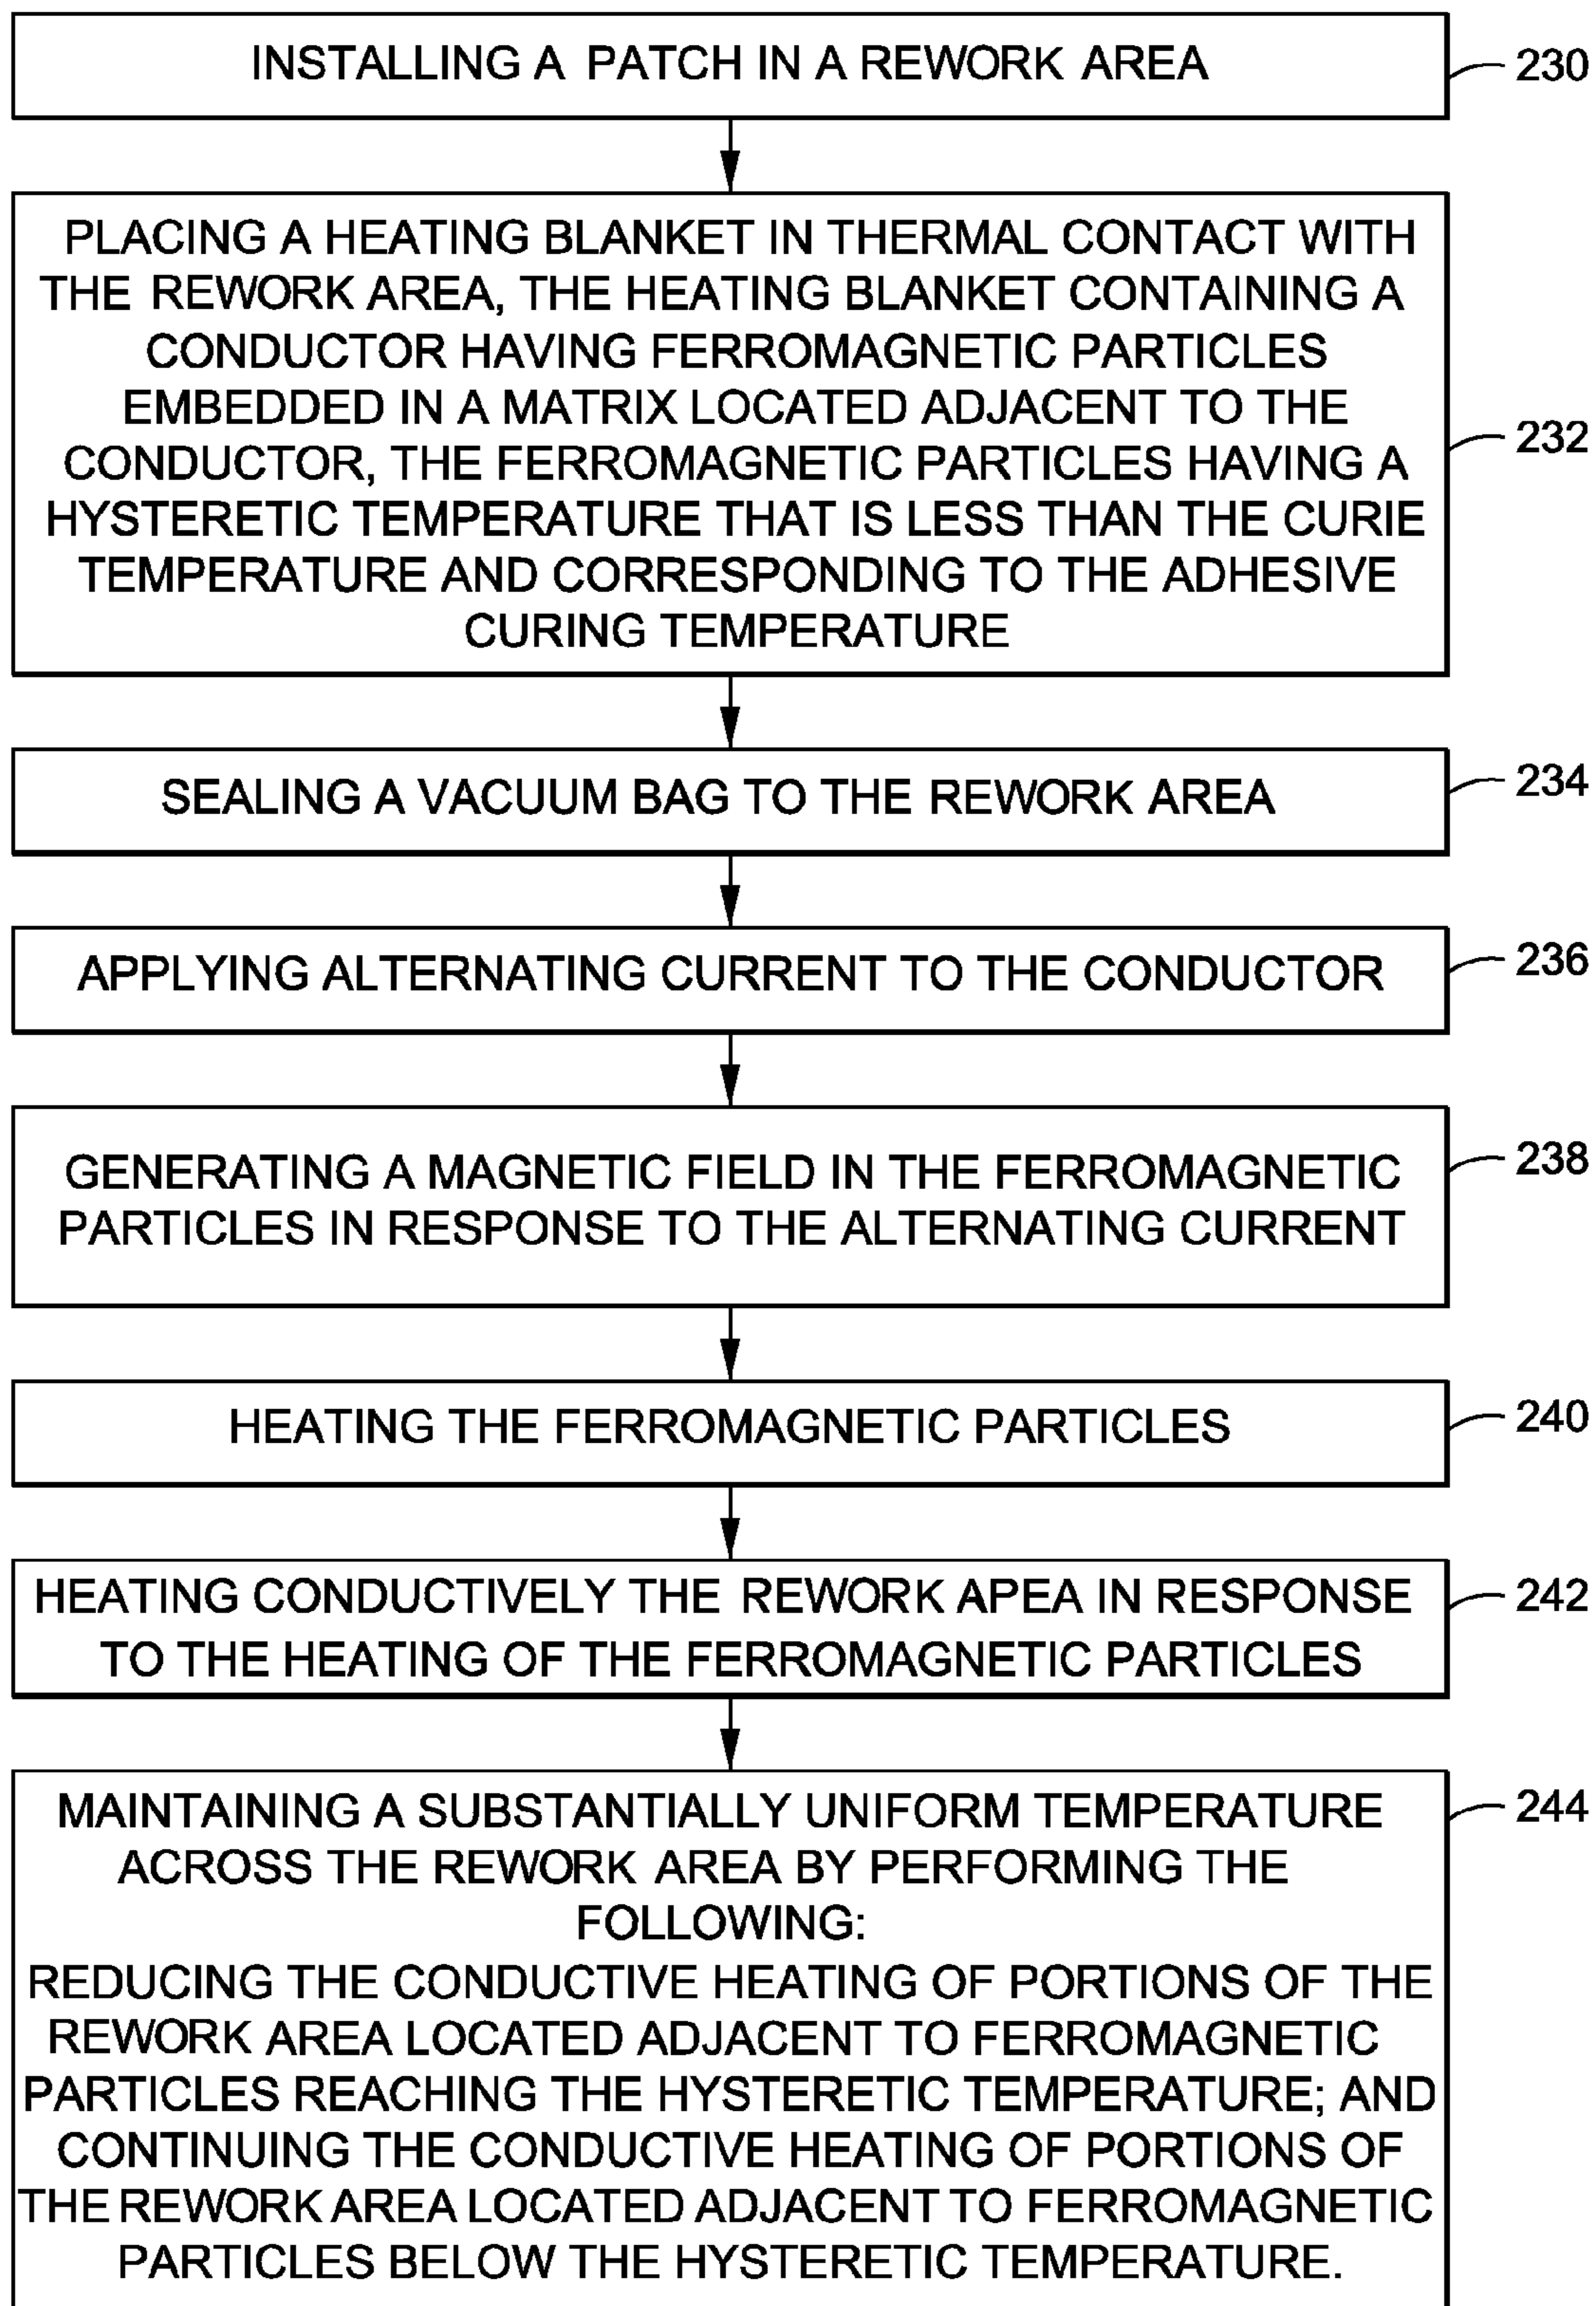 INSTALLING A PATCH IN A REWORK AREA
230
PLACING A HEATING BLANKET IN THERMAL CONTACT WITH
THE REWORK AREA, THE HEATING BLANKET CONTAINING A
CONDUCTOR HAVING FERROMAGNETIC PARTICLES
EMBEDDED IN A MATRIX LOCATED ADJACENT TO THE
CONDUCTOR, THE FERROMAGNETIC PARTICLES HAVING A
HYSTERETIC TEMPERATURE THAT IS LESS THAN THE CURIE
TEMPERATURE AND CORRESPONDING TO THE ADHESIVE
CURING TEMPERATURE
232
SEALING A VACUUM BAG TO THE REWORK AREA
234
APPLYING ALTERNATING CURRENT TO THE CONDUCTOR
236
GENERATING A MAGNETIC FIELD IN THE FERROMAGNETIC
PARTICLES IN RESPONSE TO THE ALTERNATING CURRENT
238
HEATING THE FERROMAGNETIC PARTICLES
240
HEATING CONDUCTIVELY THE REWORK APEA IN RESPONSE
TO THE HEATING OF THE FERROMAGNETIC PARTICLES
242
MAINTAINING A SUBSTANTIALLY UNIFORM TEMPERATURE
ACROSS THE REWORK AREA BY PERFORMING THE
FOLLOWING:
REDUCING THE CONDUCTIVE HEATING OF PORTIONS OF THE
REWORK AREA LOCATED ADJACENT TO FERROMAGNETIC
PARTICLES REACHING THE HYSTERETIC TEMPERATURE; AND
CONTINUING THE CONDUCTIVE HEATING OF PORTIONS OF
THE REWORK AREA LOCATED ADJACENT TO FERROMAGNETIC
PARTICLES BELOW THE HYSTERETIC TEMPERATURE.
244